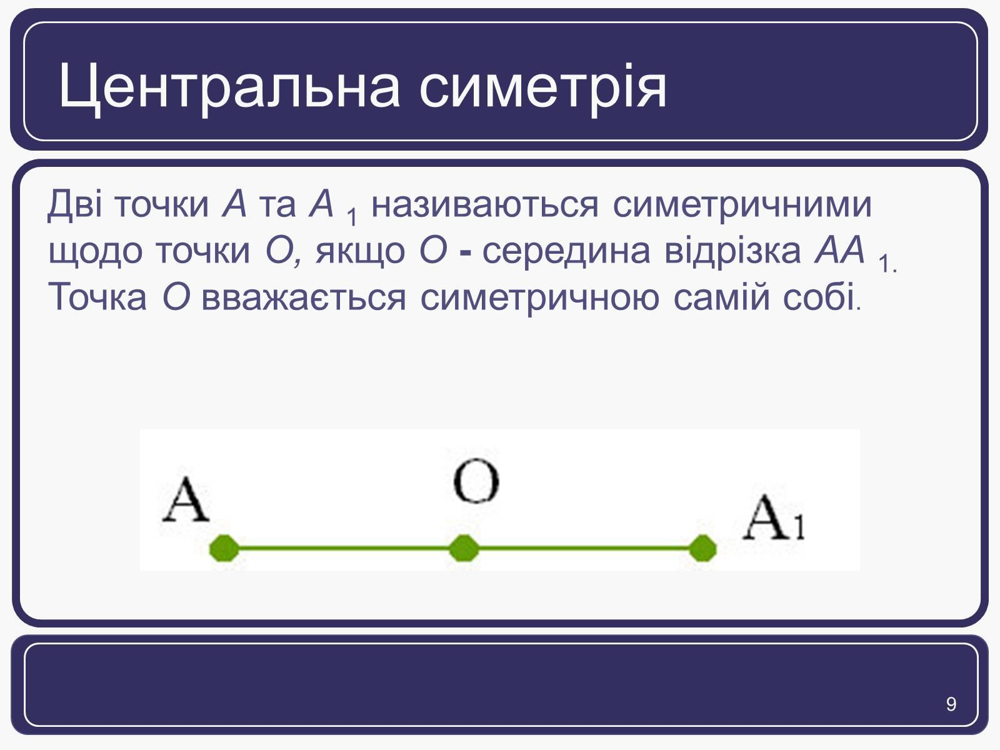 Центральна симетрія
Дві точки А та А 1 називаються симетричними
щодо точки О, якщо О - середина відрізка АА 1.
Точка О вважається симетричною самій собі.
O
A
A1
9